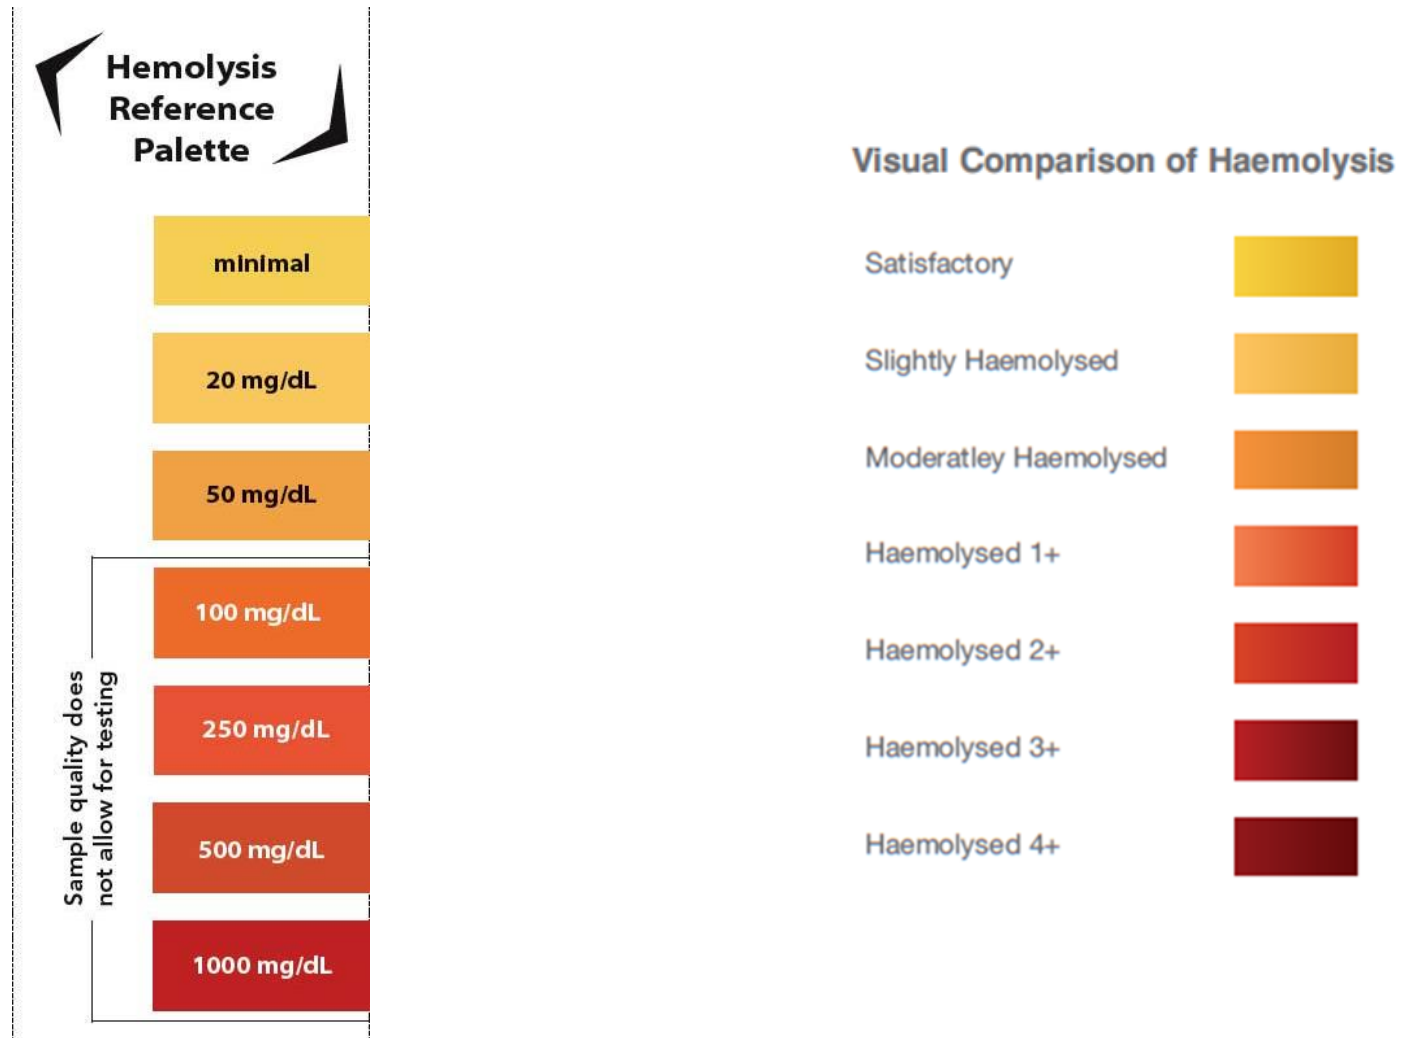 Hemolysis
Reference
Palette
minimal
20 mg/dL
50 mg/dL
100 mg/dL
250 mg/dL
500 mg/dL
1000 mg/dL
Sample quality does
not allow for testing
Visual Comparison of Haemolysis
Satisfactory
Slightly Haemolysed
Moderatley Haemolysed
Haemolysed 1+
Haemolysed 2+
Haemolysed 3+
Haemolysed 4+